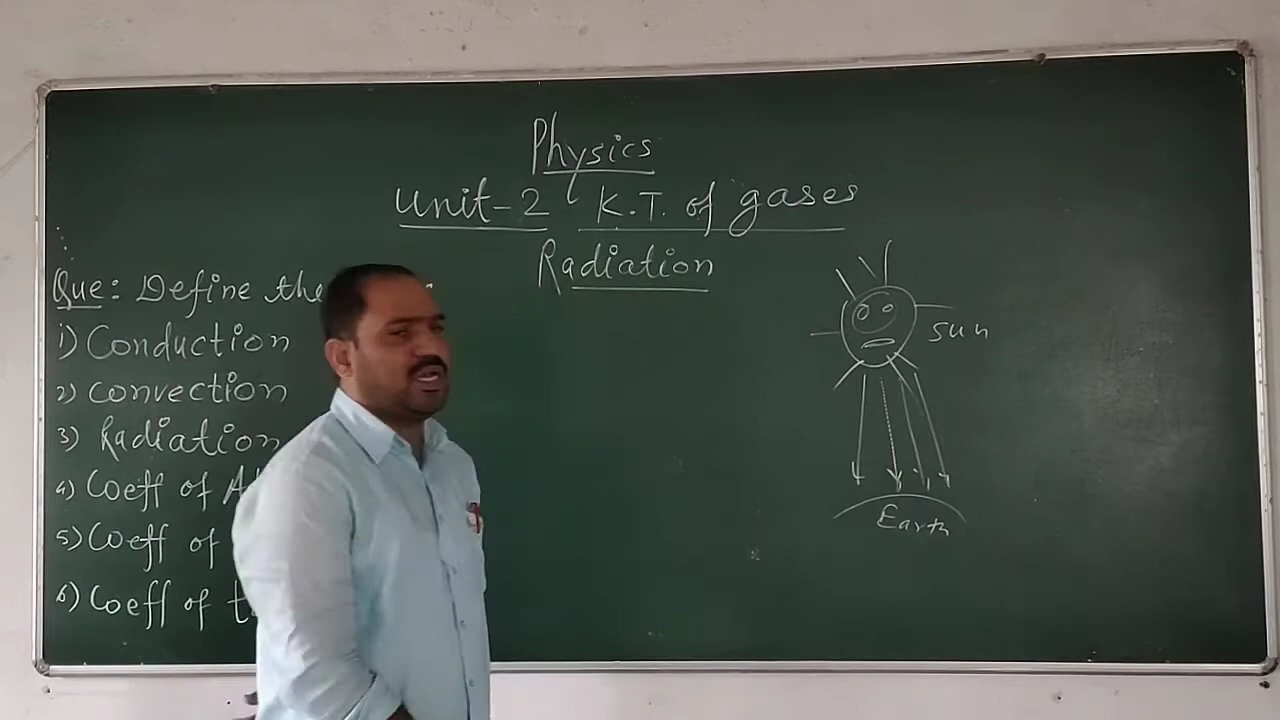 Physics
Unit-2 K.T. of gases
Radiation
Que: Define the
1) Conduction
2) Convection
3) Radiation
4) Coeff of
5) Coeff of
6) Coeff of
sun
Earth